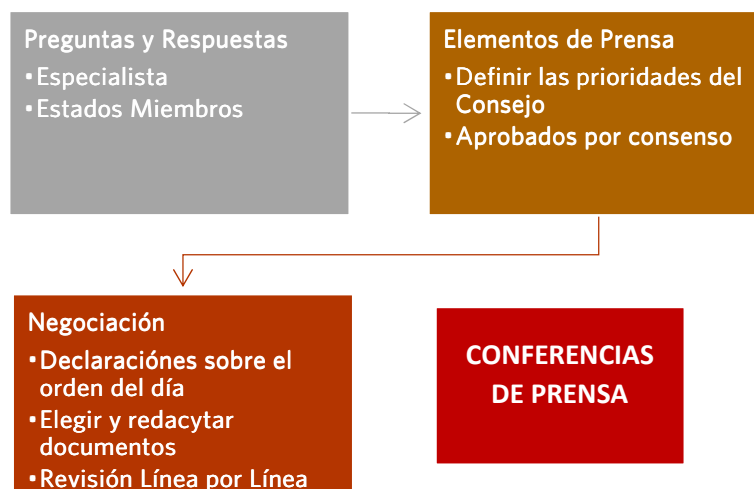 Preguntas y Respuestas
▪Especialista
▪Estados Miembros
Elementos de Prensa
▪Definir las prioridades del
Consejo
▪Aprobados por consenso
Negociación
▪Declaraciónes sobre el
orden del día
▪Elegir y redacytar
documentos
▪Revisión Línea por Línea
CONFERENCIAS
DE PRENSA